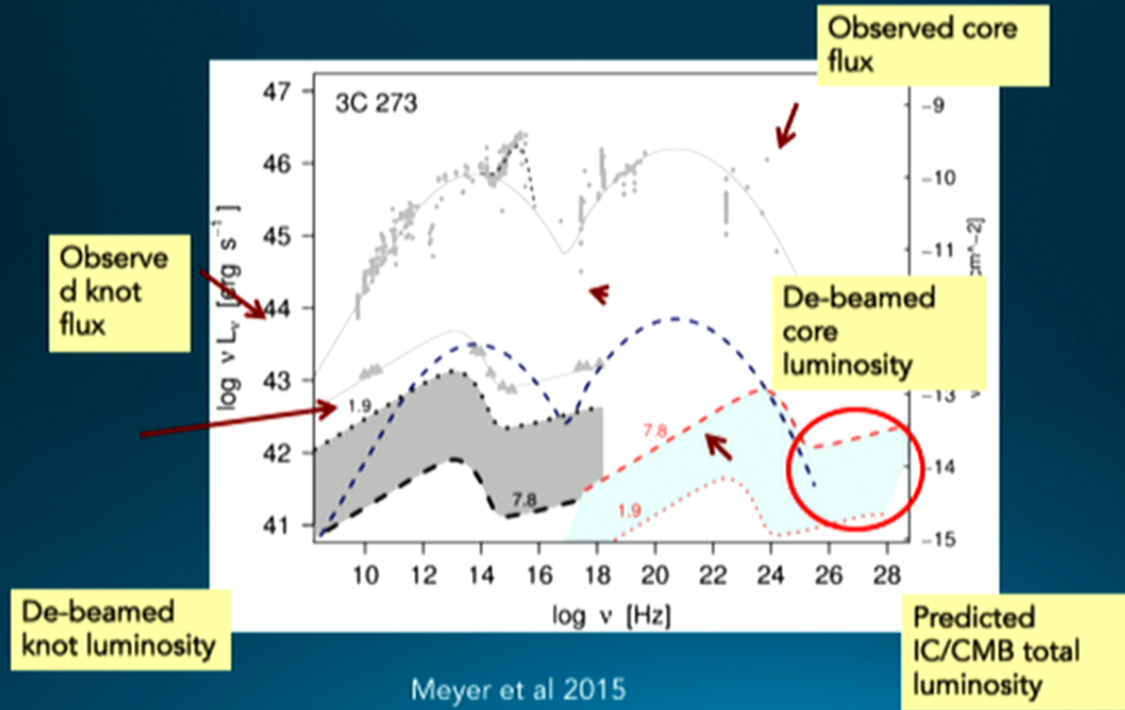 Observed core
flux
47
3C 273
-9
46
-10
45
-11
Observe
d knot
flux
44
log ν Lν [erg s⁻¹]
cm^-2]
De-beamed
core
luminosity
43
-13
1.9
7.8
42
-14
7.8
1.9
41
-15
10 12 14 16 18 20 22 24 26 28
log ν [Hz]
De-beamed
knot luminosity
Predicted
IC/CMB total
luminosity
Meyer et al 2015